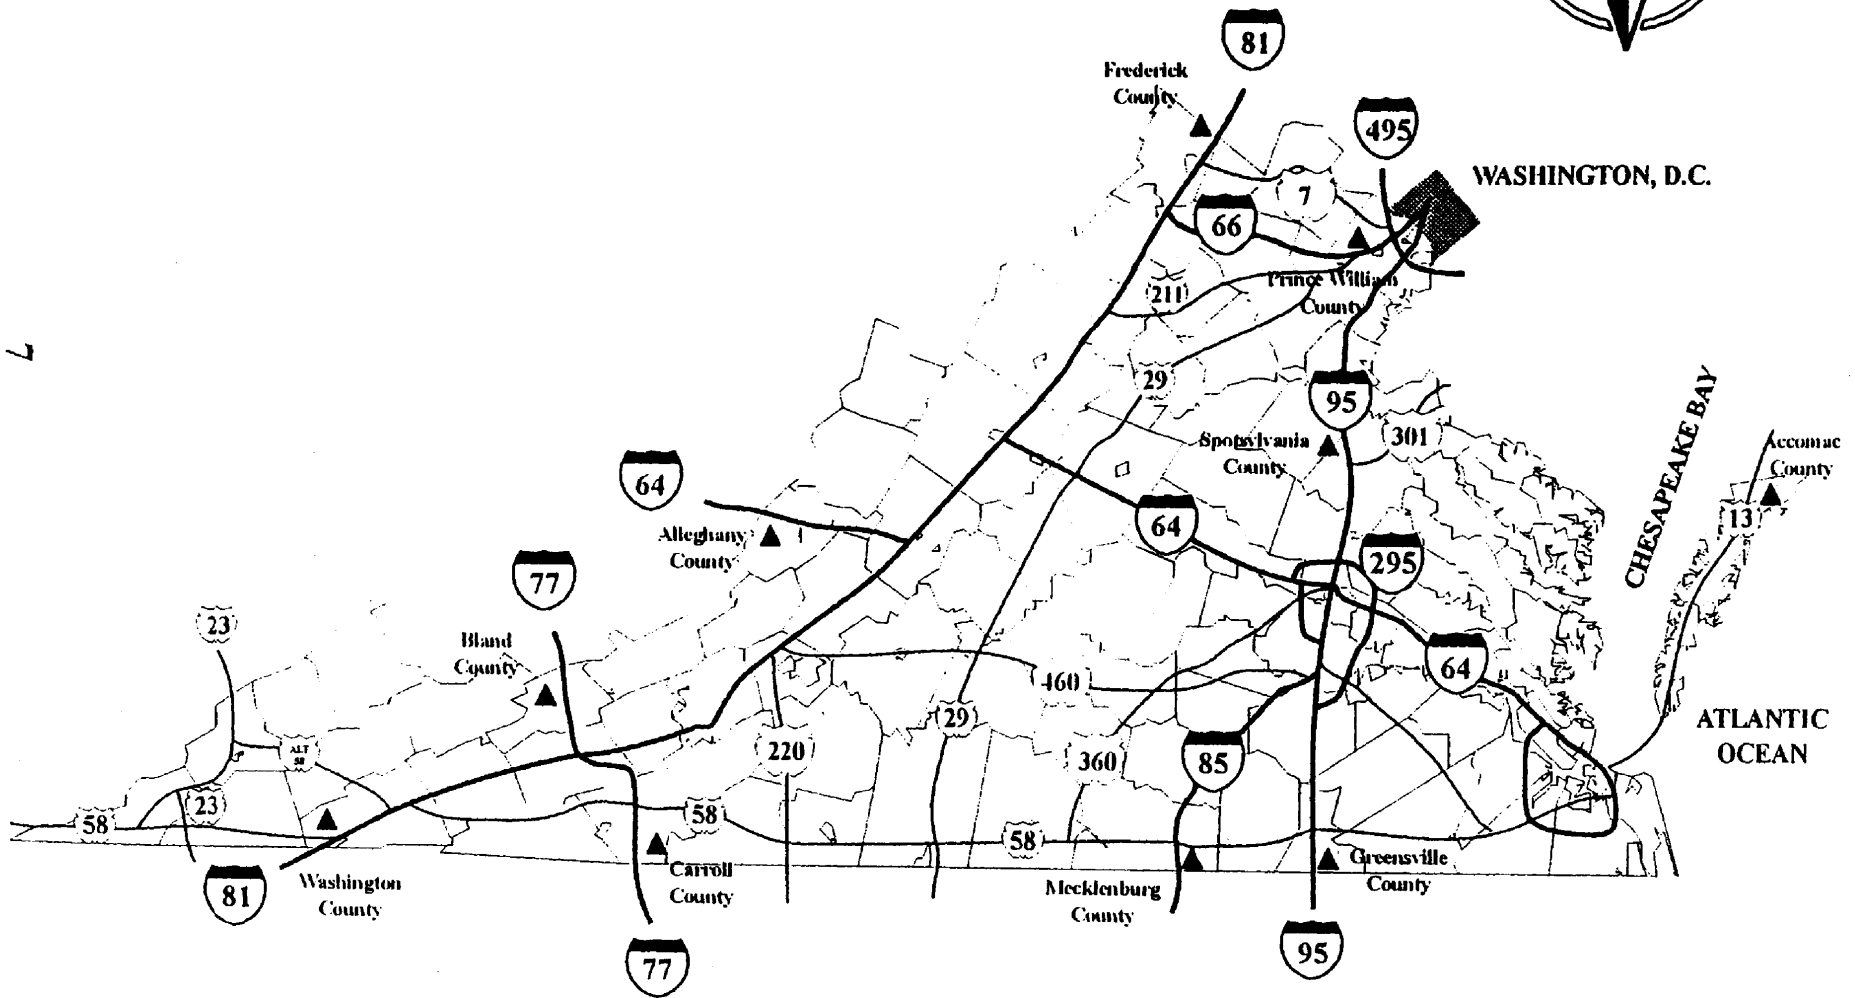 81
Frederick
County
495
WASHINGTON, D.C.
7
66
Prince William
County
211
29
95
Spotsylvania
County
301
CHESAPEAKE BAY
Accomac
County
13
64
Alleghany
County
64
295
77
23
Bland
County
64
460
29
220
ATLANTIC
OCEAN
ALT
58
360
85
23
58
58
58
81
Washington
County
Carroll
County
Mecklenburg
County
Greensville
County
77
95
7